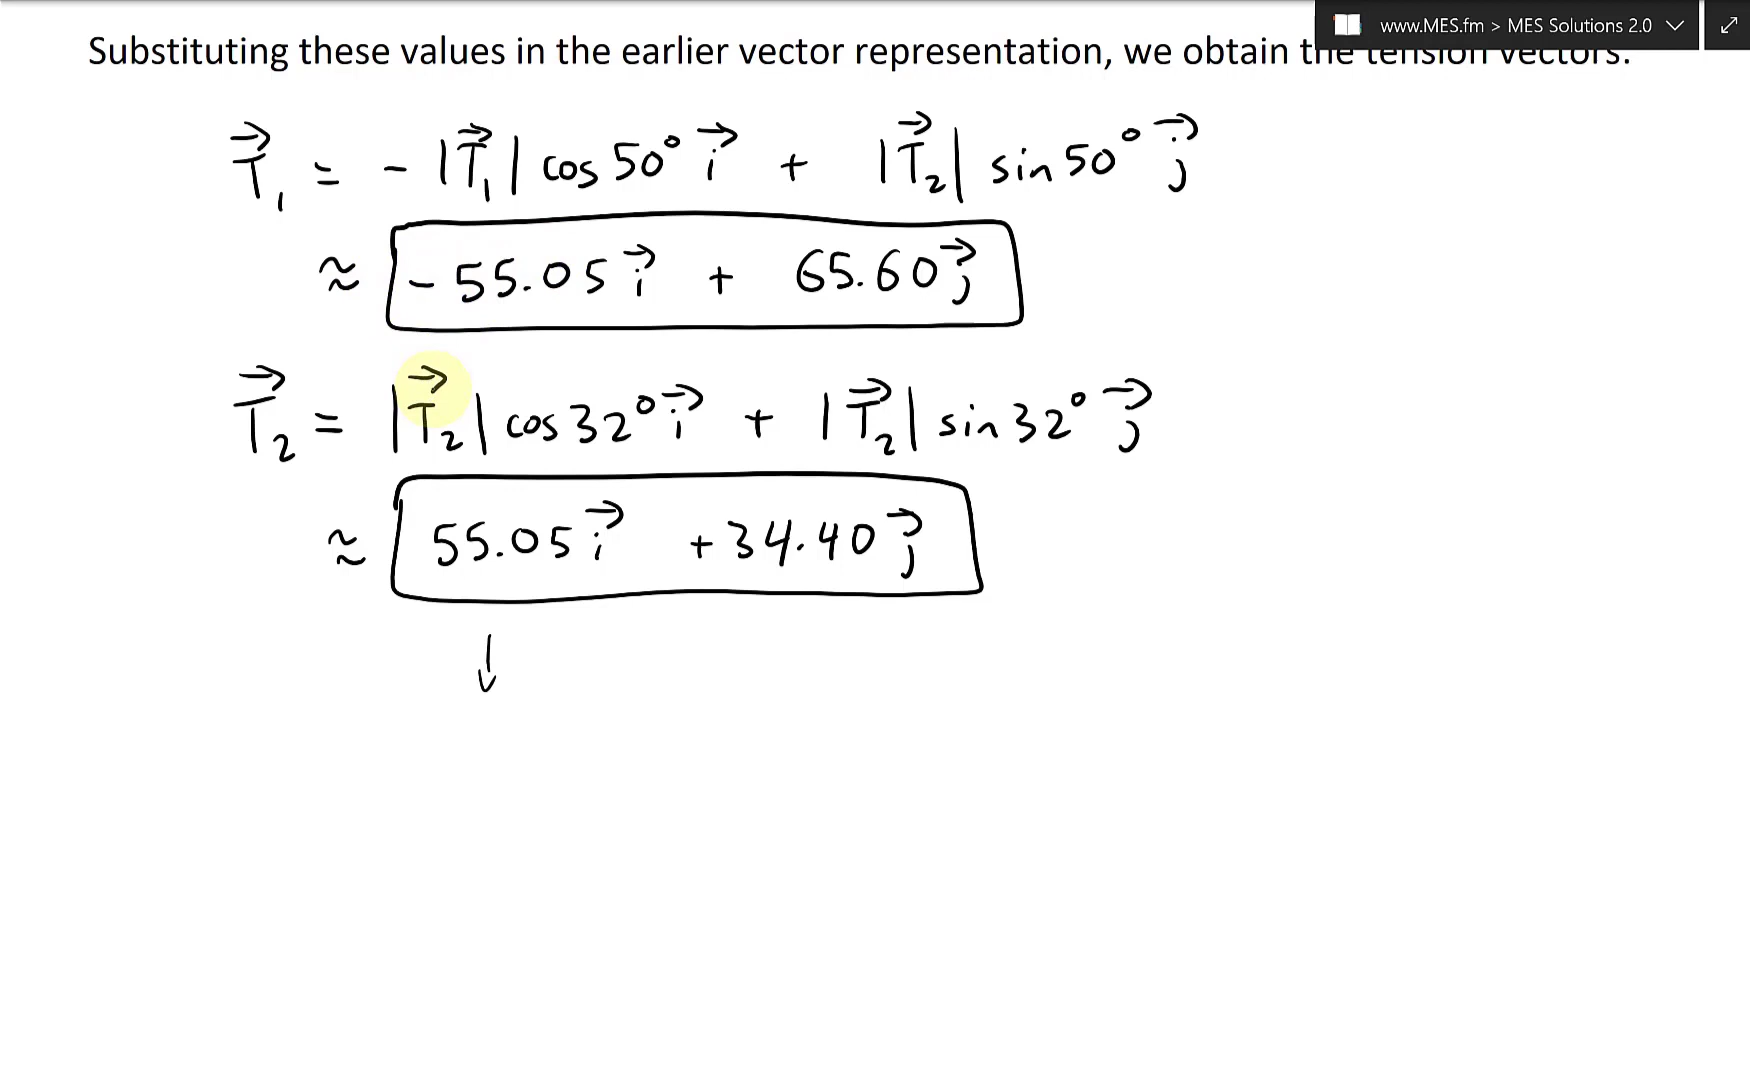 www.MES.fm > MES Solutions 2.0
Substituting these values in the earlier vector representation, we obtain the tension vectors:
T⃗₁ = - |T⃗₁| cos 50° i⃗ + |T⃗₂| sin 50° j⃗
≈ - 55.05 i⃗ + 65.60 j⃗
T⃗₂ = |T⃗₂| cos 32° i⃗ + |T⃗₂| sin 32° j⃗
≈ 55.05 i⃗ + 34.40 j⃗
↓